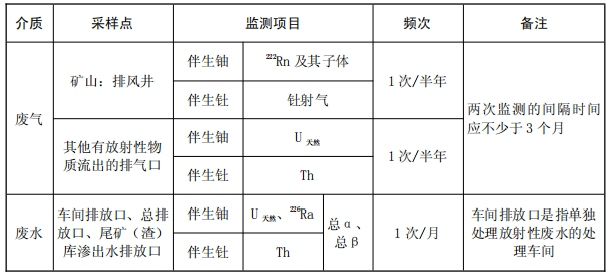 介质 采样点 监测项目 频次 备注
废气 矿山：排风井 伴生铀 ²²²Rn 及其子体 1 次/半年 两次监测的间隔时间
应不少于 3 个月
伴生钍 钍射气
其他有放射性物
质流出的排气口 伴生铀 U 天然 1 次/半年
伴生钍 Th
废水 车间排放口、总排
放口、尾矿（渣）
库渗出水排放口 伴生铀 U 天然、²²⁶Ra 总α、
总β 1 次/月 车间排放口是指单独
处理放射性废水的处
理车间
伴生钍 Th